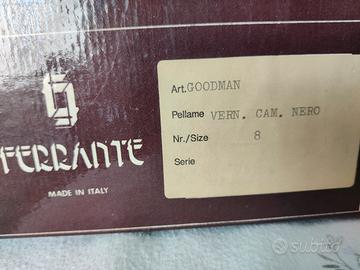 FERRANTE
MADE IN ITALY
Art. GOODMAN
Pellame VERN. CAM. NERO
Nr./Size 8
Serie
subito